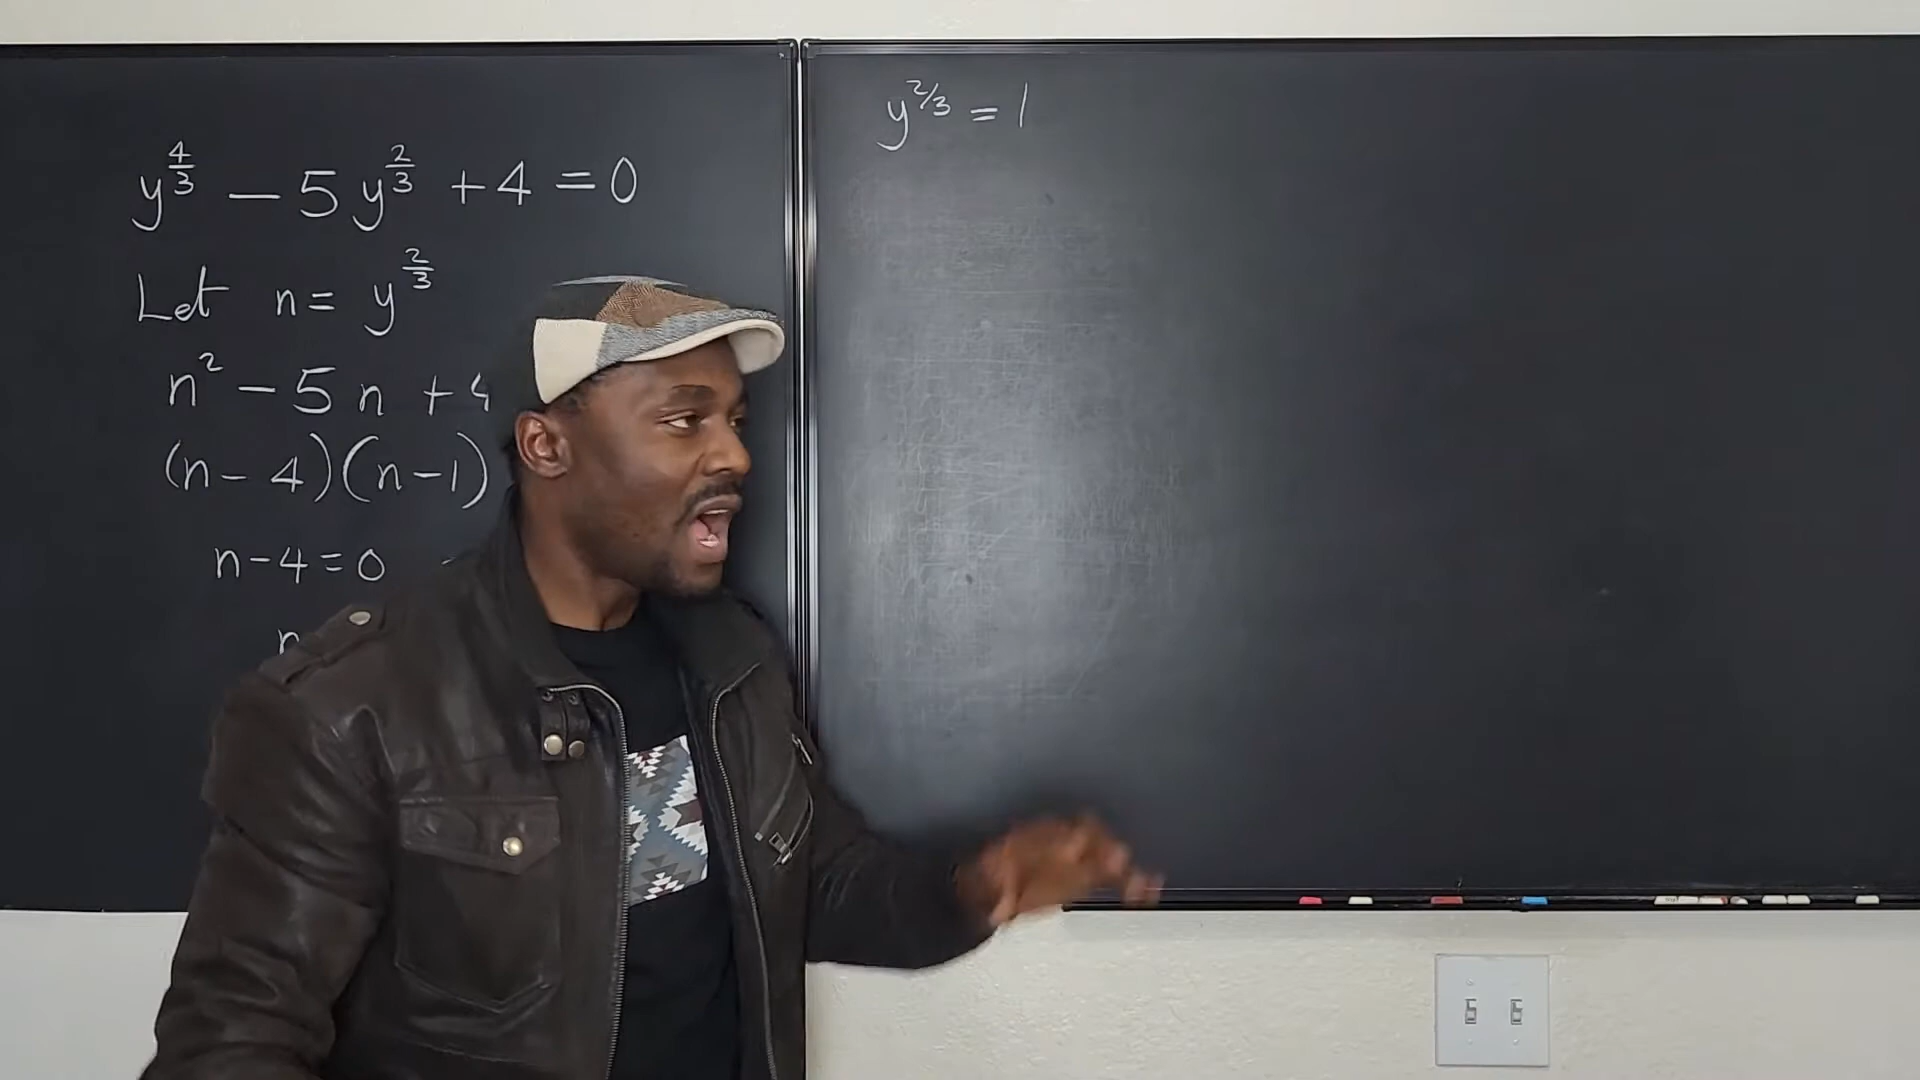 y^{4/3} - 5y^{2/3} + 4 = 0
Let n = y^{2/3}
n² - 5n + 4
(n - 4)(n - 1)
n - 4 = 0
n
y^{2/3} = 1